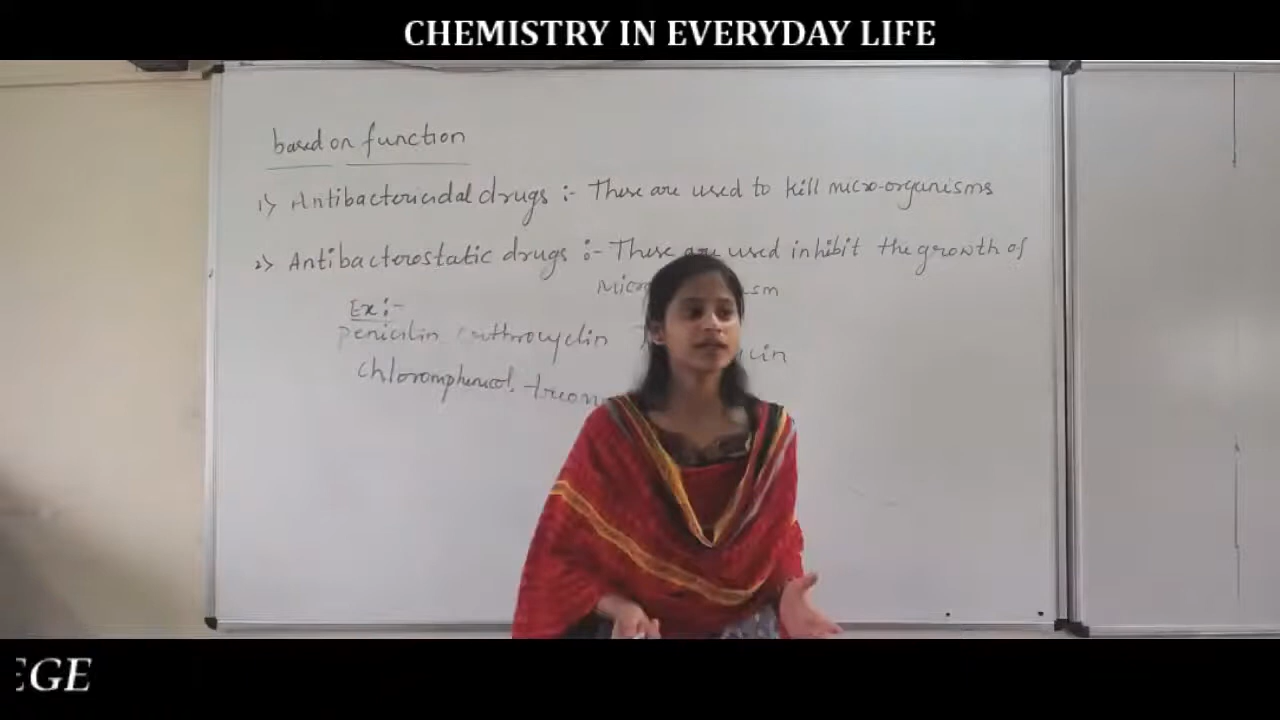 CHEMISTRY IN EVERYDAY LIFE
based on function
1) Antibactericidal drugs :- These are used to kill micro-organisms
2) Antibacterostatic drugs :- These are used inhibit the growth of
Ex:-
penicilin
chloromphenicol,
EGE